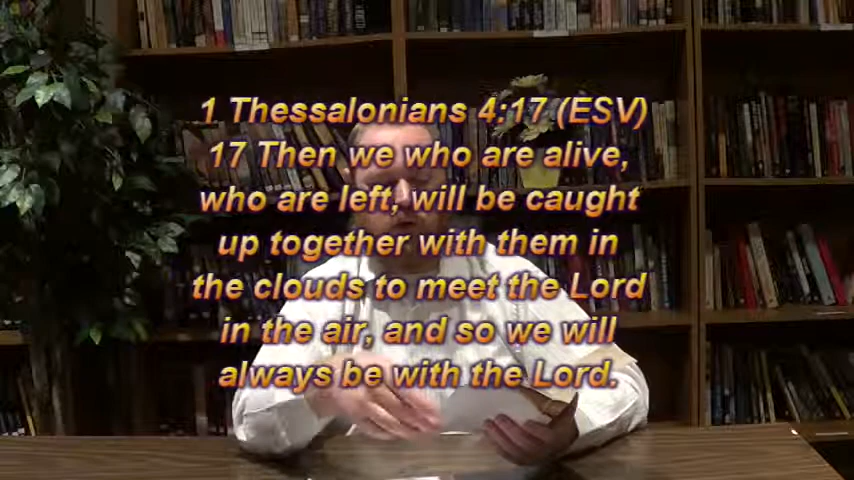 1 Thessalonians 4:17 (ESV)
17 Then we who are alive,
who are left, will be caught
up together with them in
the clouds to meet the Lord
in the air, and so we will
always be with the Lord.